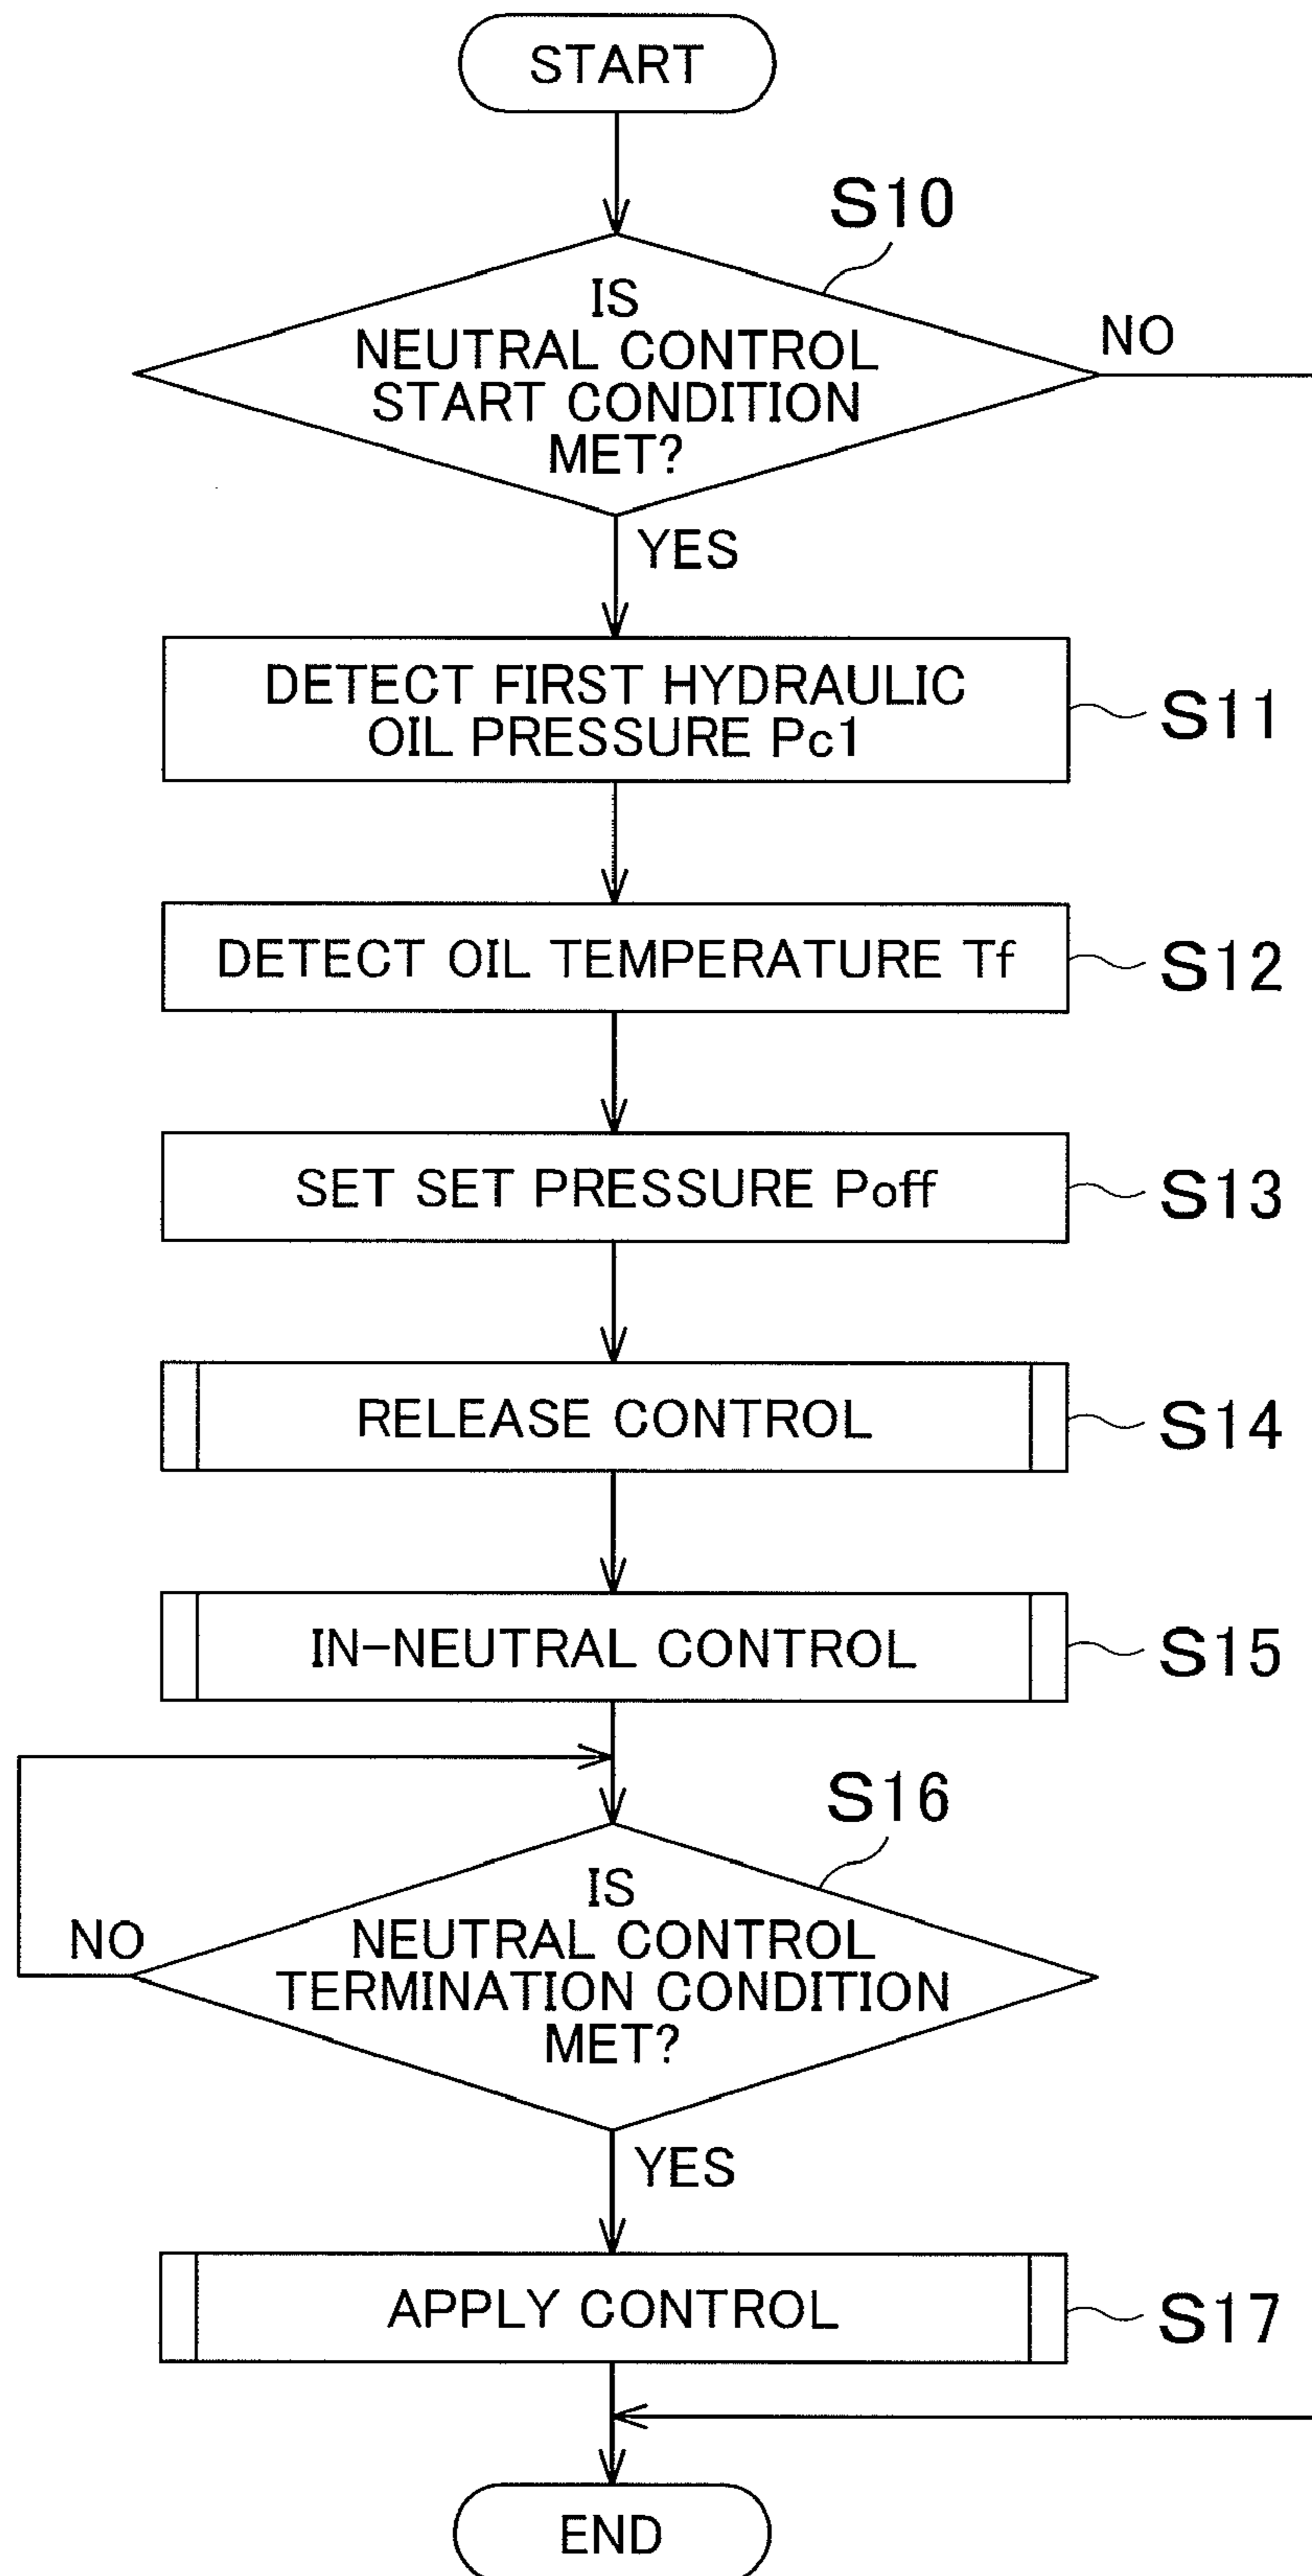 START
S10
IS
NEUTRAL CONTROL
START CONDITION
MET?
NO
YES
DETECT FIRST HYDRAULIC
OIL PRESSURE Pc1
S11
DETECT OIL TEMPERATURE Tf
S12
SET SET PRESSURE Poff
S13
RELEASE CONTROL
S14
IN-NEUTRAL CONTROL
S15
S16
IS
NEUTRAL CONTROL
TERMINATION CONDITION
MET?
NO
YES
APPLY CONTROL
S17
END